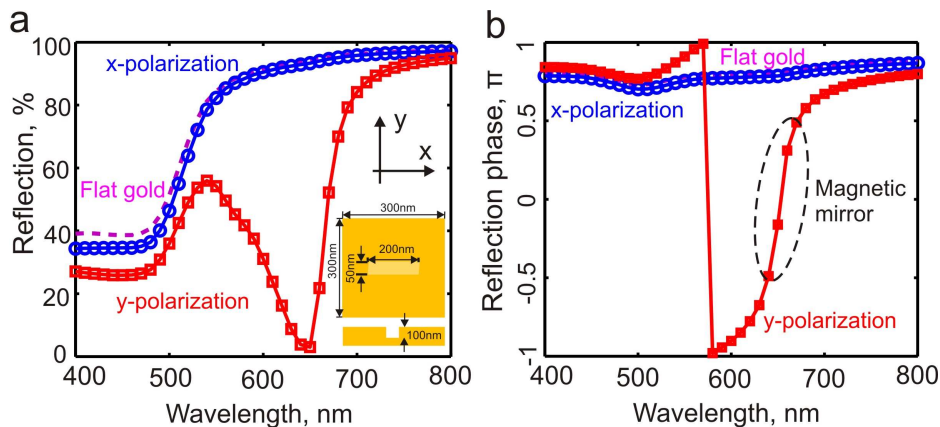 a
Reflection, %
100
80
60
40
20
0
400
500
600
700
800
Wavelength, nm
x-polarization
Flat gold
y-polarization
y
x
300nm
300nm
200nm
50nm
100nm
b
Reflection phase, π
1
0.5
0
-0.5
-1
400
500
600
700
800
Wavelength, nm
Flat gold
x-polarization
Magnetic
mirror
y-polarization